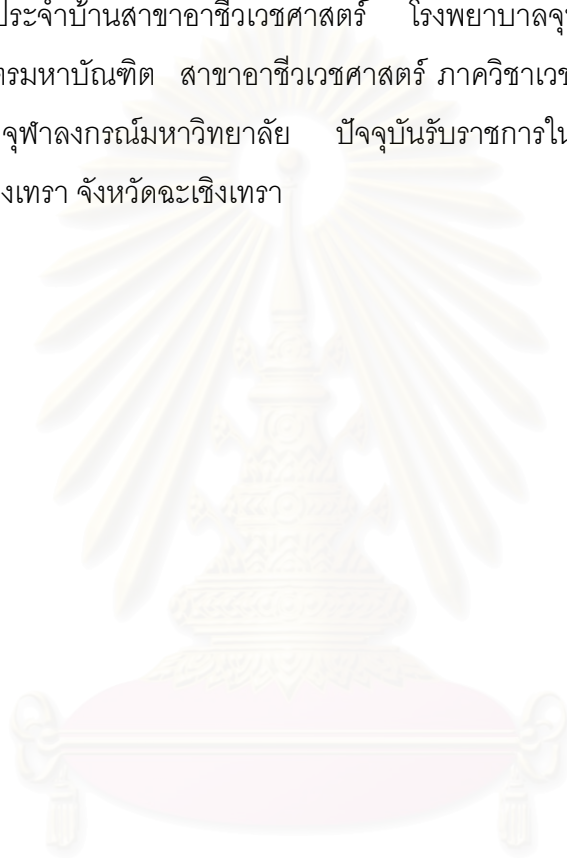 ประจำบ้านสาขาอาชีวเวชศาสตร์ โรงพยาบาลจุ
ตรมหาบัณฑิต สาขาอาชีวเวชศาสตร์ ภาควิชาเวช
จุฬาลงกรณ์มหาวิทยาลัย ปัจจุบันรับราชการใน
งเทรา จังหวัดฉะเชิงเทรา